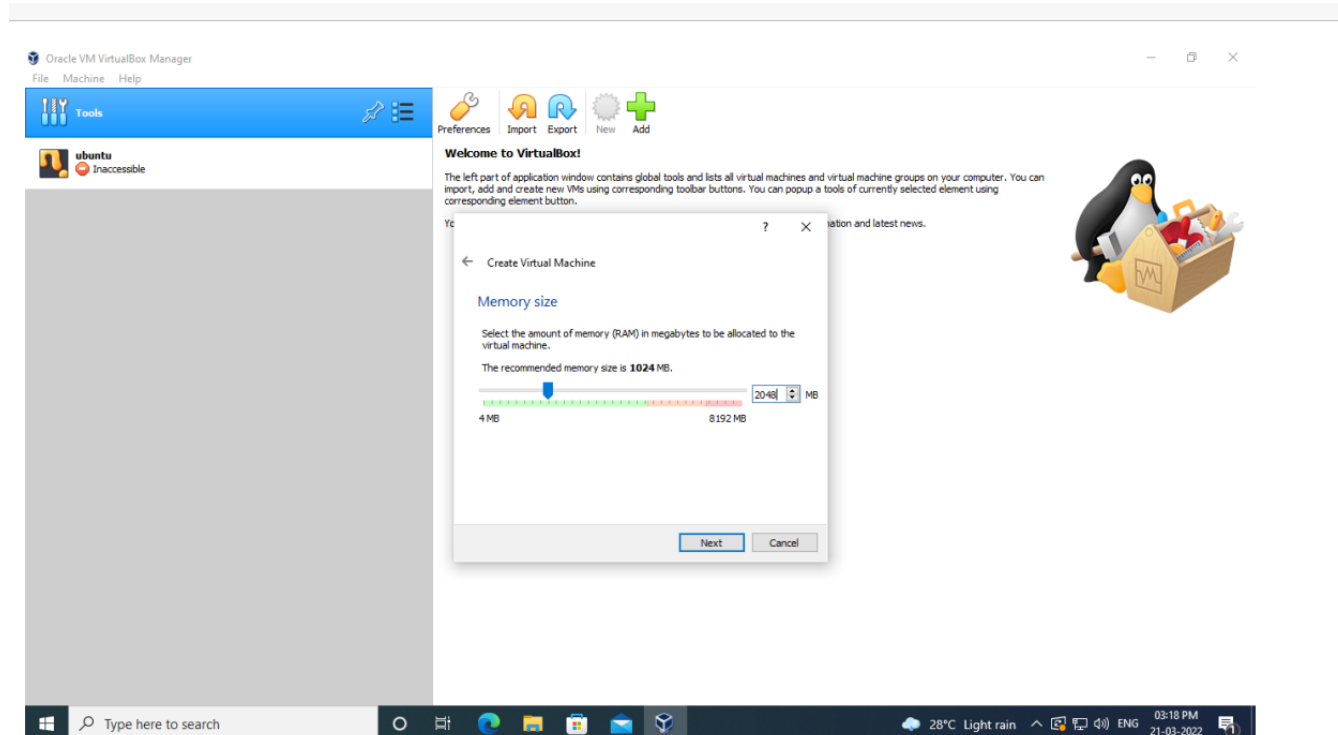 Oracle VM VirtualBox Manager
File Machine Help
Tools
ubuntu
Inaccessible
Preferences Import Export New Add
Welcome to VirtualBox!
The left part of application window contains global tools and lists all virtual machines and virtual machine groups on your computer. You can
import, add and create new VMs using corresponding toolbar buttons. You can popup a tools of currently selected element using
corresponding element button.
ation and latest news.
?
Create Virtual Machine
Memory size
Select the amount of memory (RAM) in megabytes to be allocated to the
virtual machine.
The recommended memory size is 1024 MB.
2048 MB
4 MB 8192 MB
Next Cancel
Type here to search
28°C Light rain
ENG
03:18 PM
21-03-2022
1